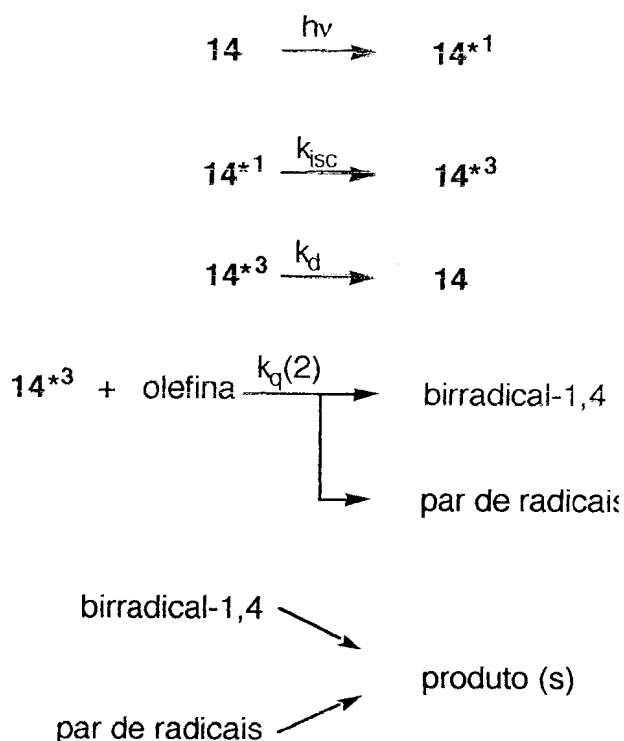 14 hν 14*1
14*1 kisc 14*3
14*3 kd 14
14*3 + olefina kq(2) birradical-1,4
par de radicais
birradical-1,4
produto (s)
par de radicais